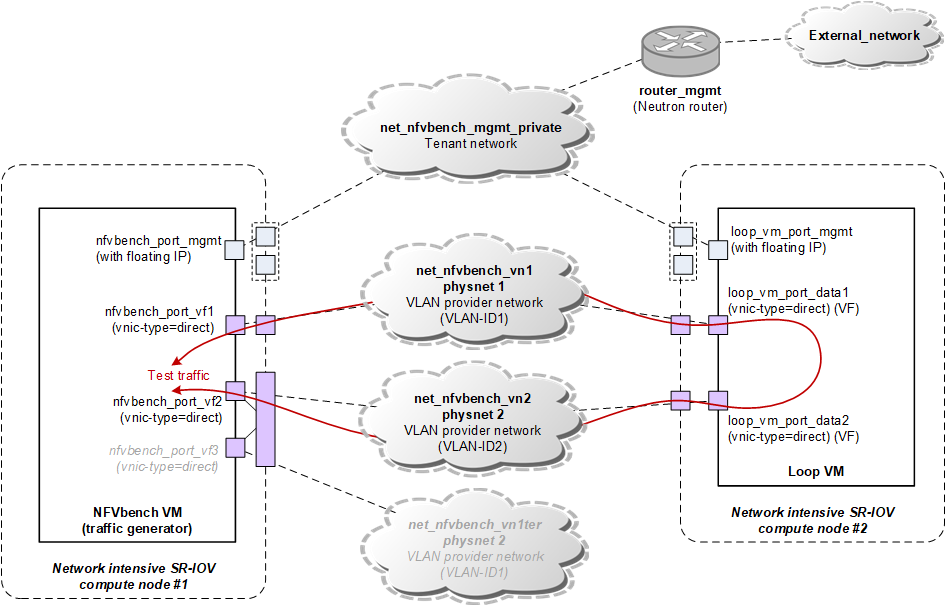 External_network
router_mgmt
(Neutron router)
net_nfvbench_mgmt_private
Tenant network
nfvbench_port_mgmt
(with floating IP)
loop_vm_port_mgmt
(with floating IP)
net_nfvbench_vn1
physnet 1
VLAN provider network
(VLAN-ID1)
nfvbench_port_vf1
(vnic-type=direct)
loop_vm_port_data1
(vnic-type=direct) (VF)
Test traffic
nfvbench_port_vf2
(vnic-type=direct)
net_nfvbench_vn2
physnet 2
VLAN provider network
(VLAN-ID2)
loop_vm_port_data2
(vnic-type=direct) (VF)
nfvbench_port_vf3
(vnic-type=direct)
Loop VM
NFVbench VM
(traffic generator)
net_nfvbench_vn1ter
physnet 2
VLAN provider network
(VLAN-ID1)
Network intensive SR-IOV
compute node #2
Network intensive SR-IOV
compute node #1